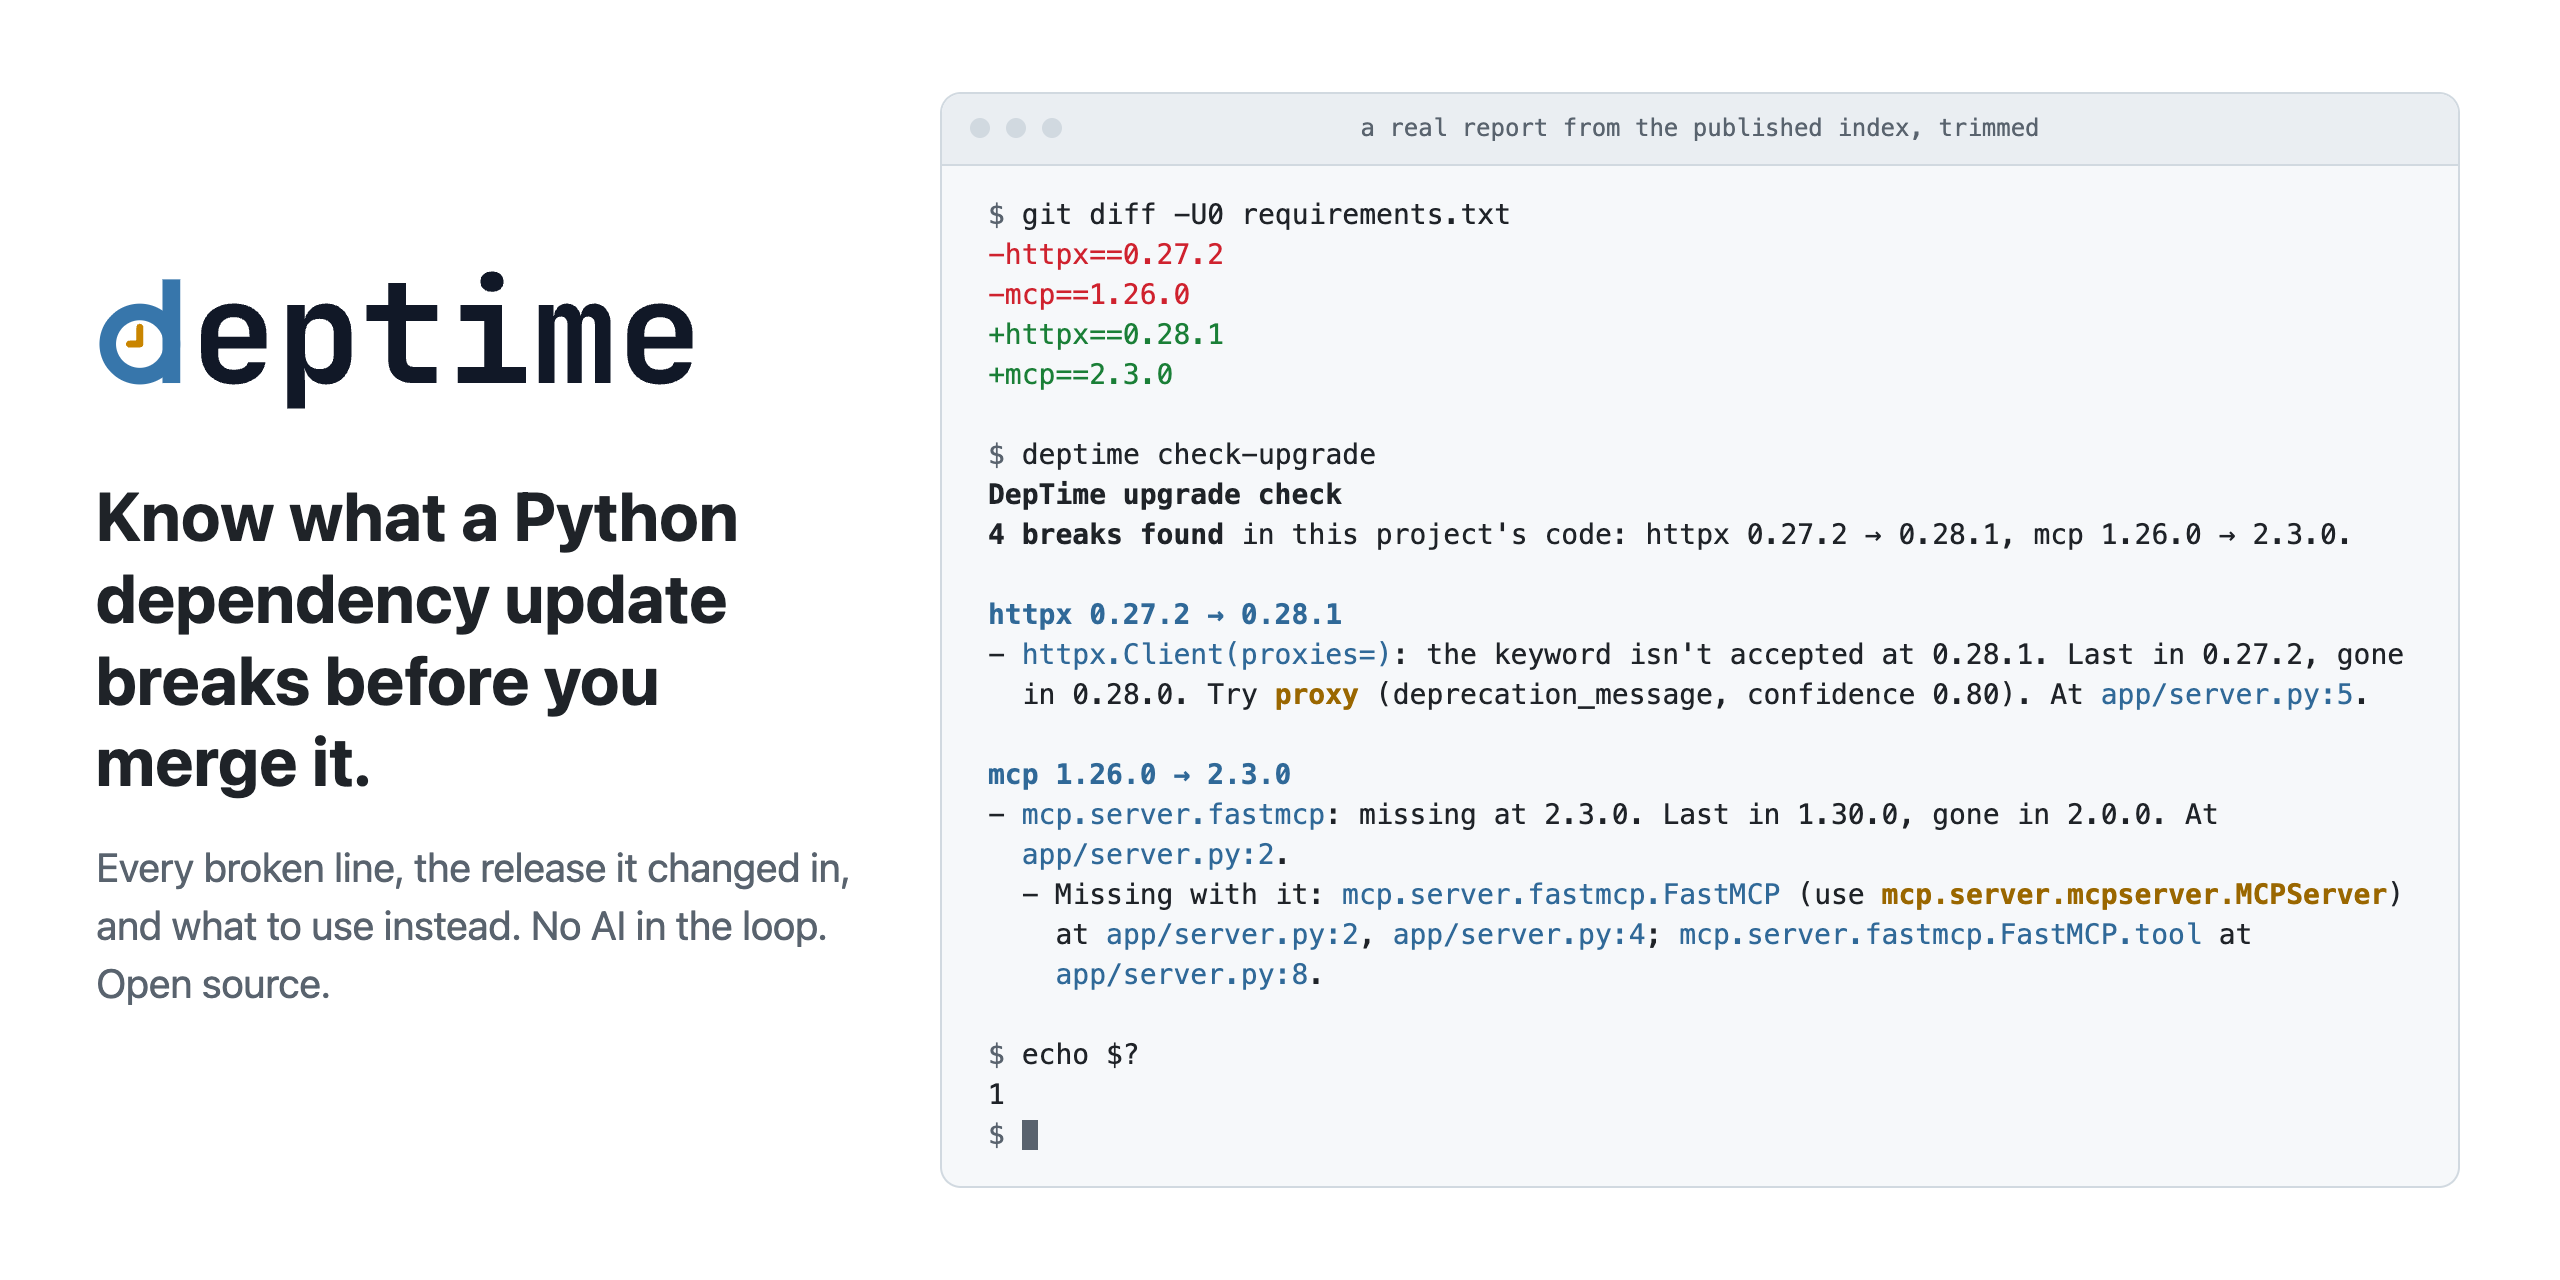 deptime
Know what a Python
dependency update
breaks before you
merge it.
Every broken line, the release it changed in,
and what to use instead. No AI in the loop.
Open source.
a real report from the published index, trimmed
$ git diff -U0 requirements.txt
-httpx==0.27.2
-mcp==1.26.0
+httpx==0.28.1
+mcp==2.3.0
$ deptime check-upgrade
DepTime upgrade check
4 breaks found in this project's code: httpx 0.27.2 → 0.28.1, mcp 1.26.0 → 2.3.0.
httpx 0.27.2 → 0.28.1
- httpx.Client(proxies=): the keyword isn't accepted at 0.28.1. Last in 0.27.2, gone
in 0.28.0. Try proxy (deprecation_message, confidence 0.80). At app/server.py:5.
mcp 1.26.0 → 2.3.0
- mcp.server.fastmcp: missing at 2.3.0. Last in 1.30.0, gone in 2.0.0. At
app/server.py:2.
- Missing with it: mcp.server.fastmcp.FastMCP (use mcp.server.mcpserver.MCPServer)
at app/server.py:2, app/server.py:4; mcp.server.fastmcp.FastMCP.tool at
app/server.py:8.
$ echo $?
1
$